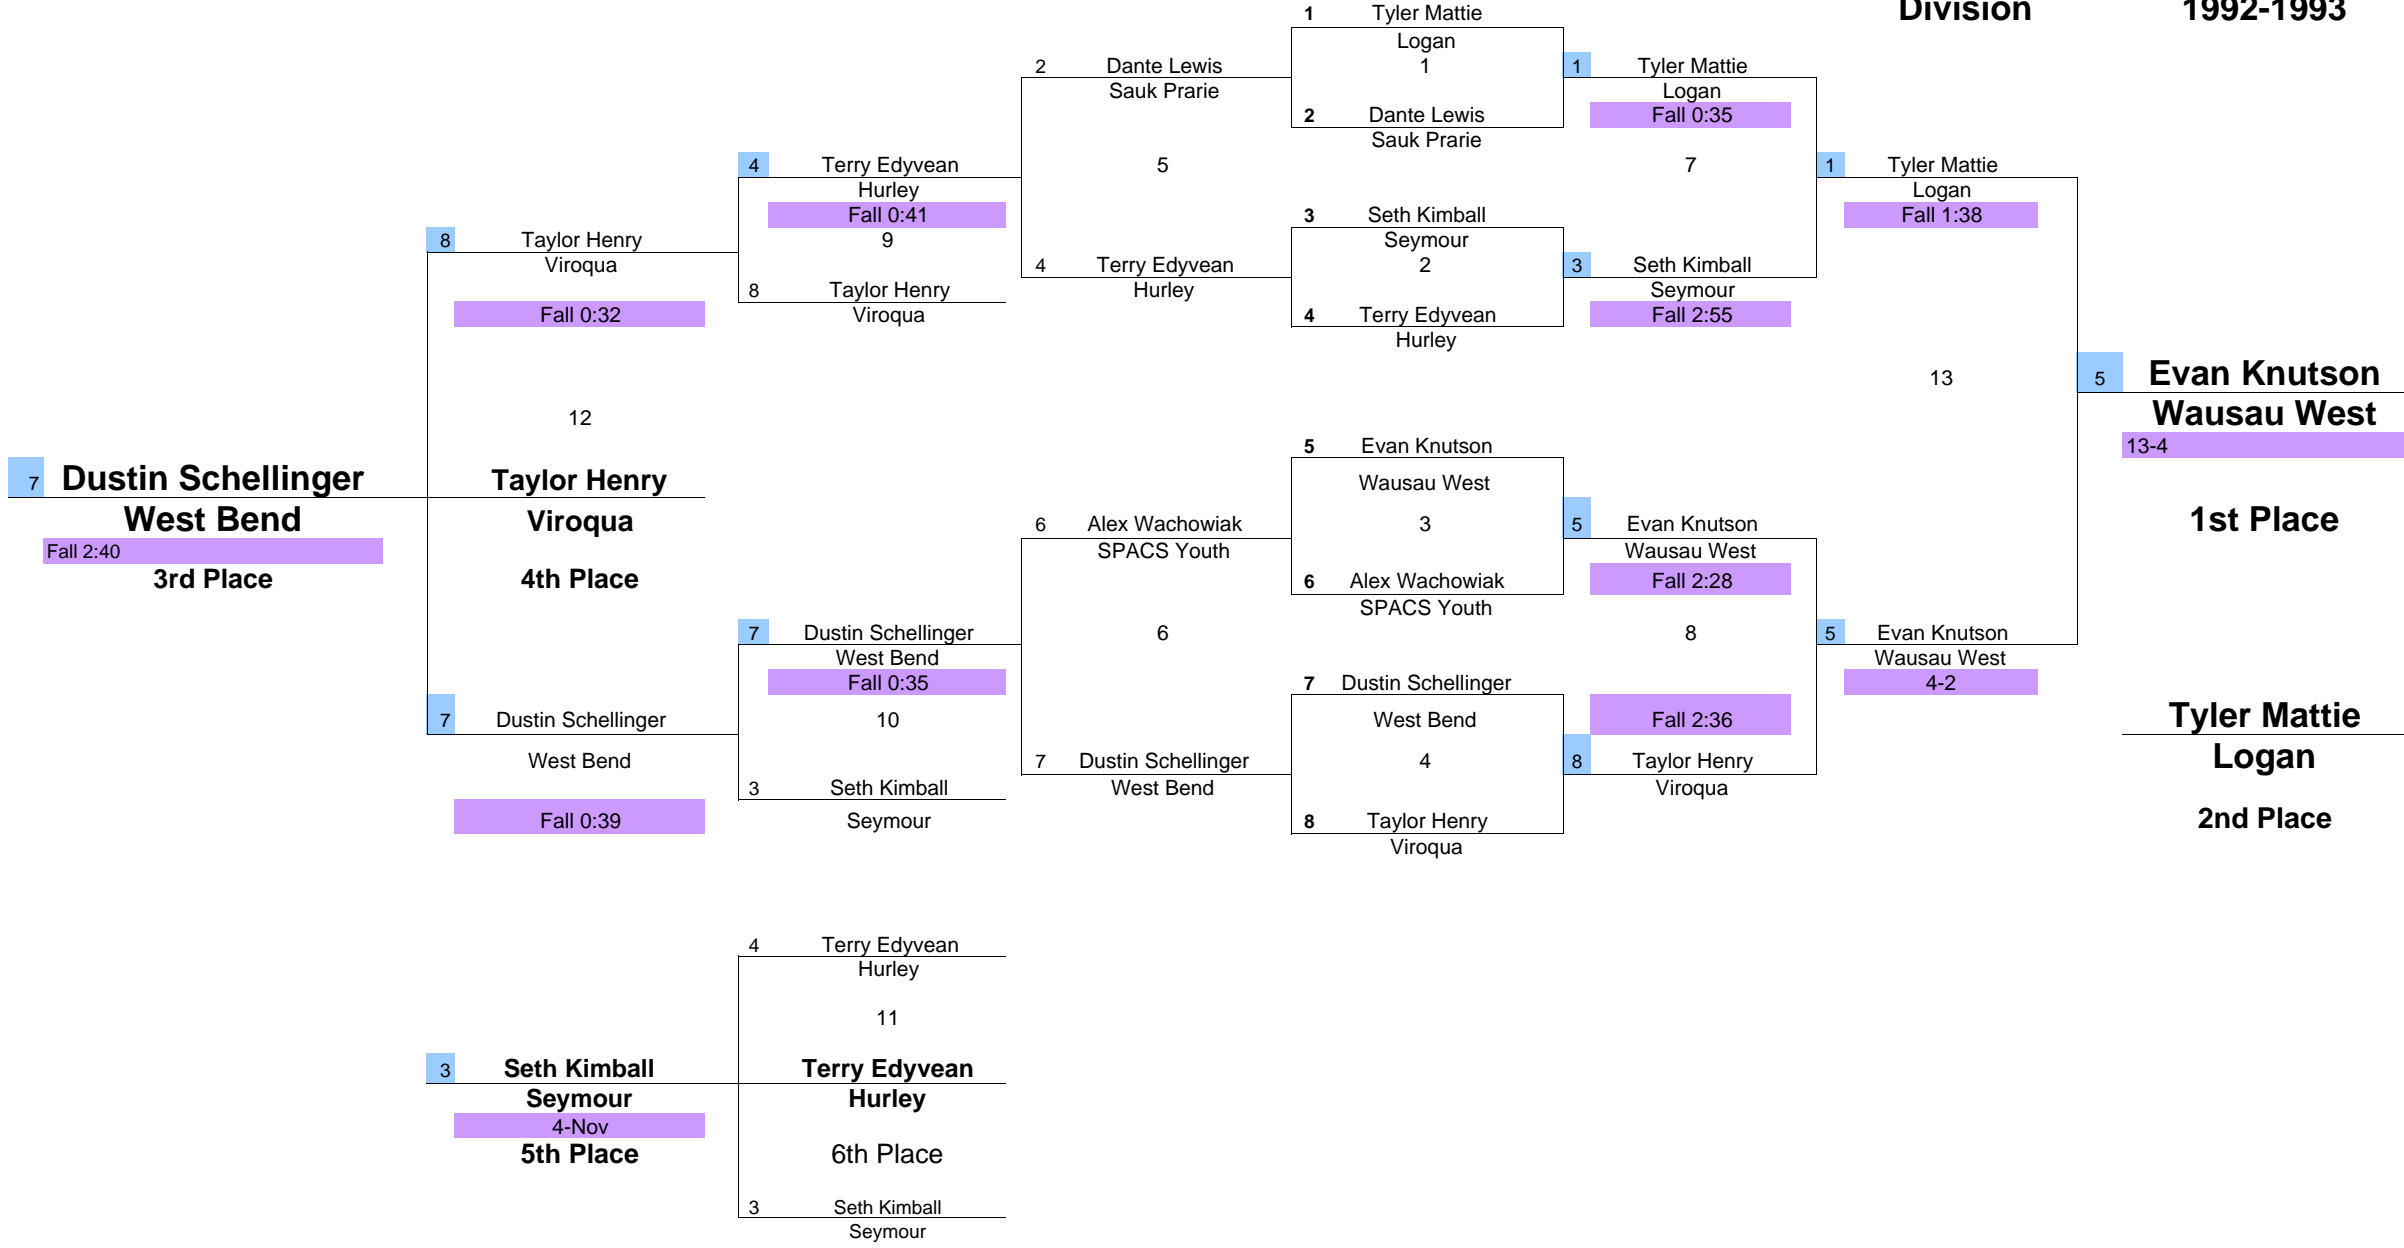 Division 1992-1993
1 Tyler Mattie
Logan
2 Dante Lewis 1 1 Tyler Mattie
Sauk Prarie Logan
2 Dante Lewis Fall 0:35
Sauk Prarie
4 Terry Edyvean 5 7 1 Tyler Mattie
Hurley Logan
Fall 0:41 3 Seth Kimball Fall 1:38
8 Taylor Henry 9 Seymour
Viroqua 4 Terry Edyvean 2 3 Seth Kimball
8 Taylor Henry Hurley Seymour
Fall 0:32 Viroqua 4 Terry Edyvean Fall 2:55
Hurley
13 5 Evan Knutson
12 Wausau West
5 Evan Knutson 13-4
7 Dustin Schellinger Taylor Henry Wausau West
West Bend Viroqua 6 Alex Wachowiak 3 5 Evan Knutson 1st Place
Fall 2:40 SPACS Youth Wausau West
3rd Place 4th Place 6 Alex Wachowiak Fall 2:28
SPACS Youth
7 Dustin Schellinger 6 8 5 Evan Knutson
West Bend Wausau West
Fall 0:35 7 Dustin Schellinger 4-2
7 Dustin Schellinger 10 West Bend Fall 2:36 Tyler Mattie
West Bend 7 Dustin Schellinger 4 8 Taylor Henry Logan
3 Seth Kimball West Bend Viroqua
Fall 0:39 Seymour 8 Taylor Henry 2nd Place
Viroqua
4 Terry Edyvean
Hurley
11
3 Seth Kimball Terry Edyvean
Seymour Hurley
4-Nov
5th Place 6th Place
3 Seth Kimball
Seymour